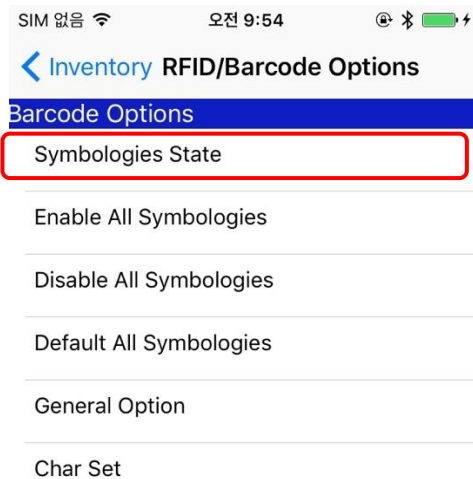 SIM 없음 오전 9:54
Inventory RFID/Barcode Options
Barcode Options
Symbologies State
Enable All Symbologies
Disable All Symbologies
Default All Symbologies
General Option
Char Set